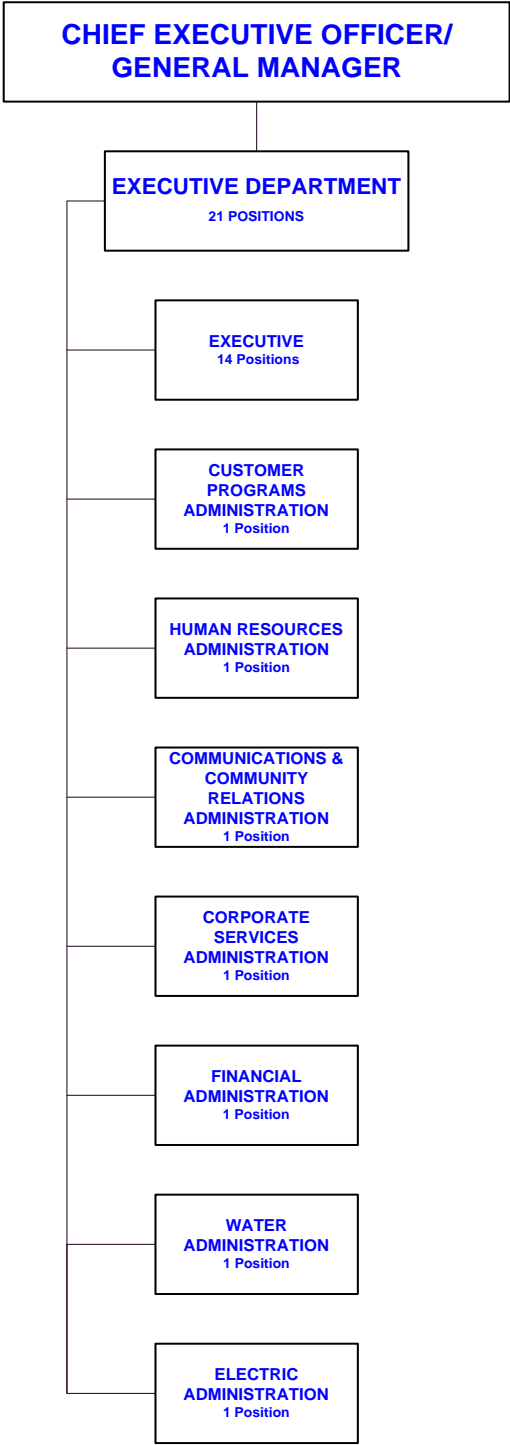 CHIEF EXECUTIVE OFFICER/
GENERAL MANAGER
EXECUTIVE DEPARTMENT
21 POSITIONS
EXECUTIVE
14 Positions
CUSTOMER
PROGRAMS
ADMINISTRATION
1 Position
HUMAN RESOURCES
ADMINISTRATION
1 Position
COMMUNICATIONS &
COMMUNITY
RELATIONS
ADMINISTRATION
1 Position
CORPORATE
SERVICES
ADMINISTRATION
1 Position
FINANCIAL
ADMINISTRATION
1 Position
WATER
ADMINISTRATION
1 Position
ELECTRIC
ADMINISTRATION
1 Position